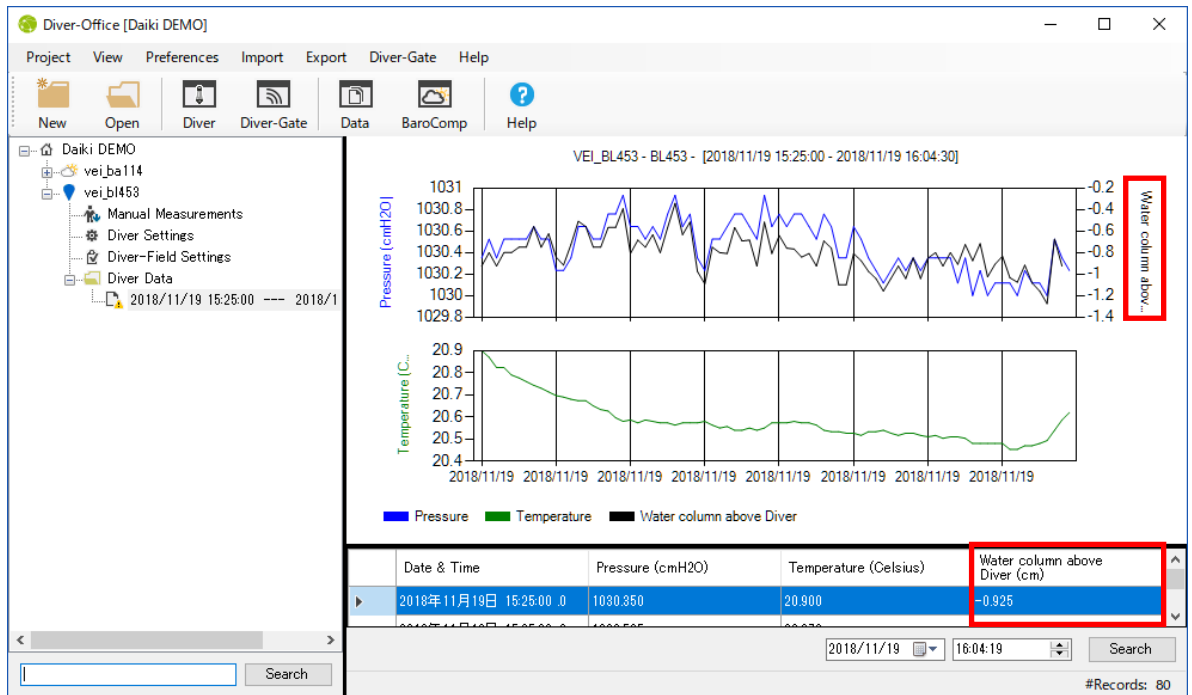 Diver-Office [Daiki DEMO]
Project View Preferences Import Export Diver-Gate Help
New Open Diver Diver-Gate Data BaroComp Help
Daiki DEMO
vei_ba114
vei_bl453
Manual Measurements
Diver Settings
Diver-Field Settings
Diver Data
2018/11/19 15:25:00 --- 2018/1
Search
VEI_BL453 - BL453 - [2018/11/19 15:25:00 - 2018/11/19 16:04:30]
Pressure (cmH2O)
1031
1030.8
1030.6
1030.4
1030.2
1030
1029.8
-0.2
-0.4
-0.6
-0.8
-1
-1.2
-1.4
Water column abov...
Temperature (C...
20.9
20.8
20.7
20.6
20.5
20.4
2018/11/19 2018/11/19 2018/11/19 2018/11/19 2018/11/19 2018/11/19 2018/11/19 2018/11/19
Pressure Temperature Water column above Diver
Date & Time Pressure (cmH2O) Temperature (Celsius) Water column above
Diver (cm)
2018年11月19日 15:25:00 .0 1030.350 20.900 -0.925
2018/11/19 16:04:19 Search
#Records: 80